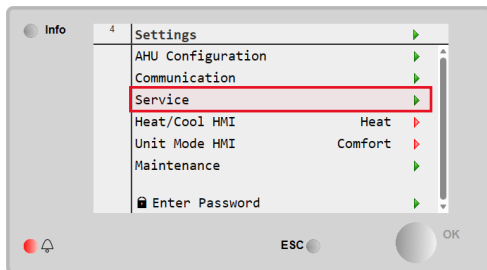 Info
4 Settings
AHU Configuration
Communication
Service
Heat/Cool HMI Heat
Unit Mode HMI Comfort
Maintenance
Enter Password
ESC
OK